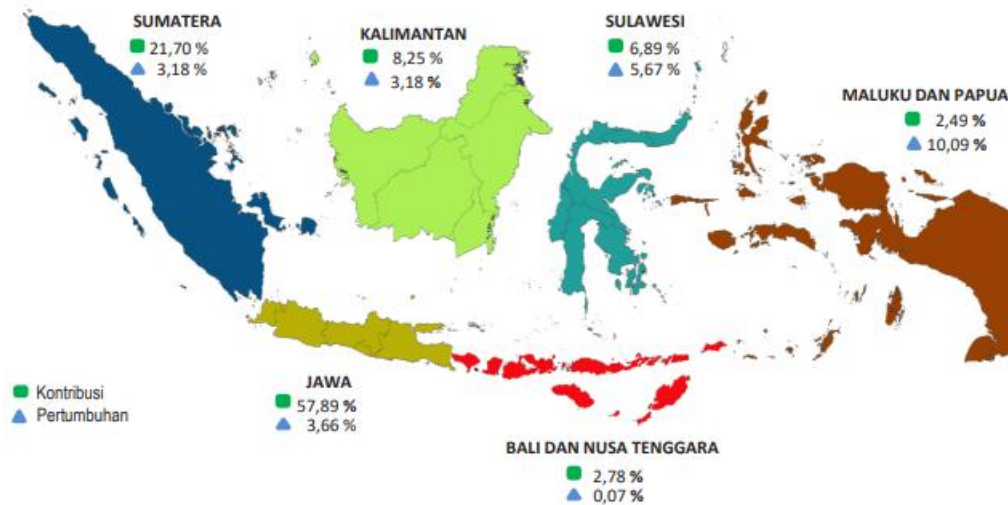 SUMATERA
21,70 %
3,18 %
KALIMANTAN
8,25 %
3,18 %
SULAWESI
6,89 %
5,67 %
MALUKU DAN PAPUA
2,49 %
10,09 %
Kontribusi
Pertumbuhan
JAWA
57,89 %
3,66 %
BALI DAN NUSA TENGGARA
2,78 %
0,07 %